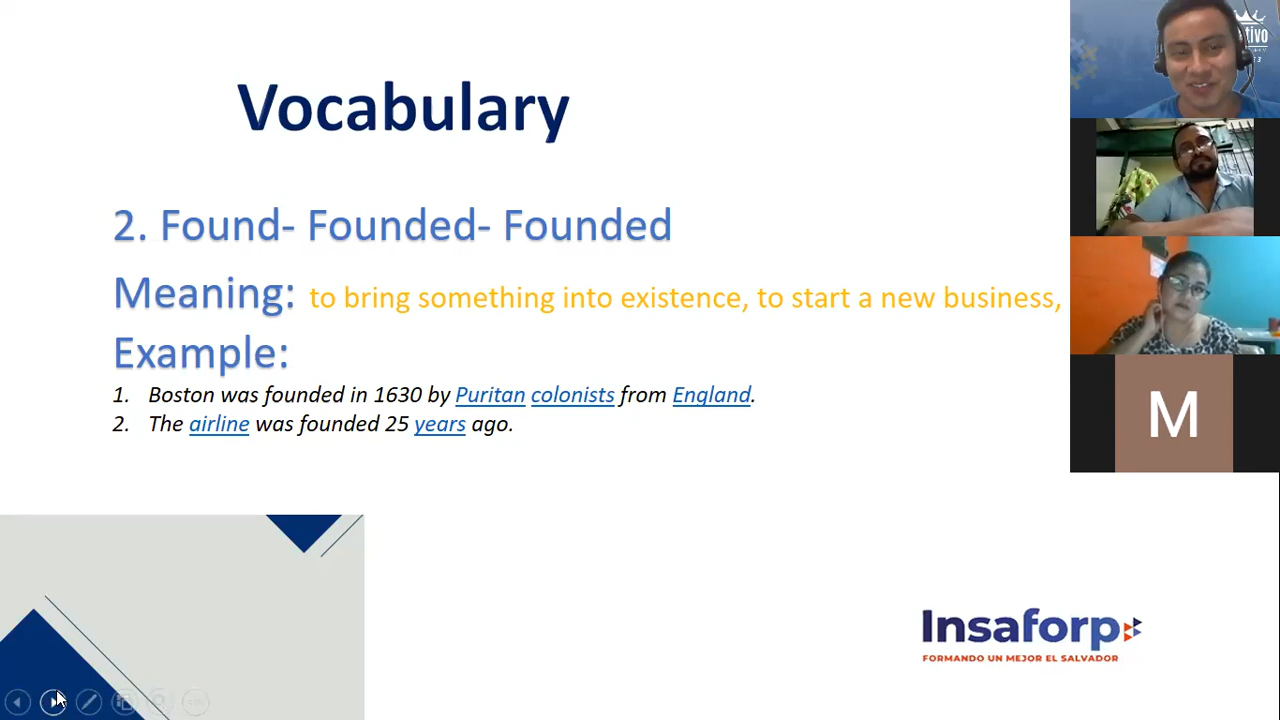 Vocabulary
2. Found- Founded- Founded
Meaning: to bring something into existence, to start a new business,
Example:
1. Boston was founded in 1630 by Puritan colonists from England.
2. The airline was founded 25 years ago.
Insaforp
FORMANDO UN MEJOR EL SALVADOR
M